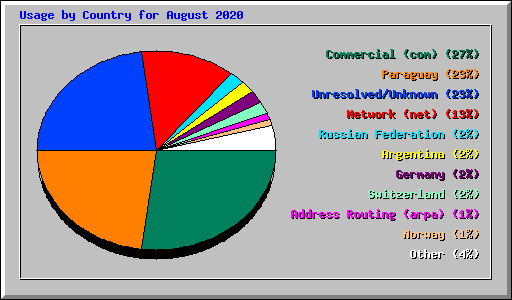 Usage by Country for August 2020
Commercial (com) (27%)
Paraguay (23%)
Unresolved/Unknown (23%)
Network (net) (13%)
Russian Federation (2%)
Argentina (2%)
Germany (2%)
Switzerland (2%)
Address Routing (arpa) (1%)
Norway (1%)
Other (4%)